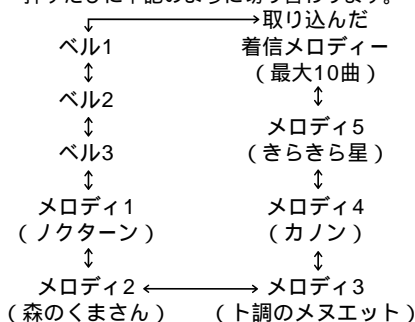 押すたびに下記のように切り替わります。
取り込んだ
ベル1
着信メロディー
(最大10曲)
ベル2
メロディ5
ベル3
(きらきら星)
メロディ1
メロディ4
(ノクターン)
(カノン)
メロディ2
メロディ3
(森のくまさん)
(ト調のメヌエット)